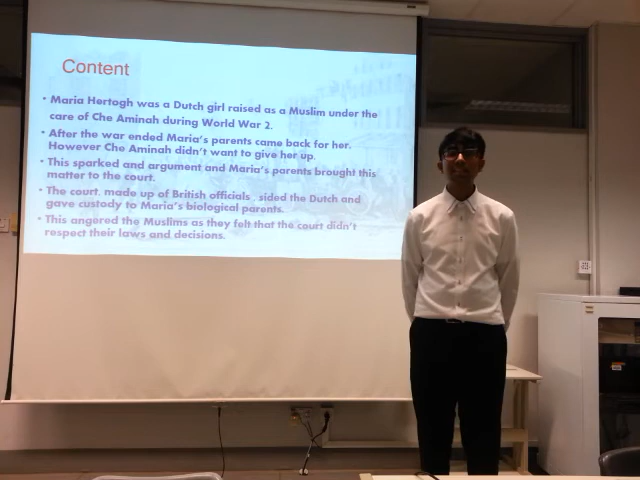 Content
• Maria Hertogh was a Dutch girl raised as a Muslim under the
care of Che Aminah during World War 2.
• After the war ended Maria's parents came back for her.
However Che Aminah didn't want to give her up.
• This sparked and argument and Maria's parents brought this
matter to the court.
• The court, made up of British officials , sided the Dutch and
gave custody to Maria's biological parents.
• This angered the Muslims as they felt that the court didn't
respect their laws and decisions.